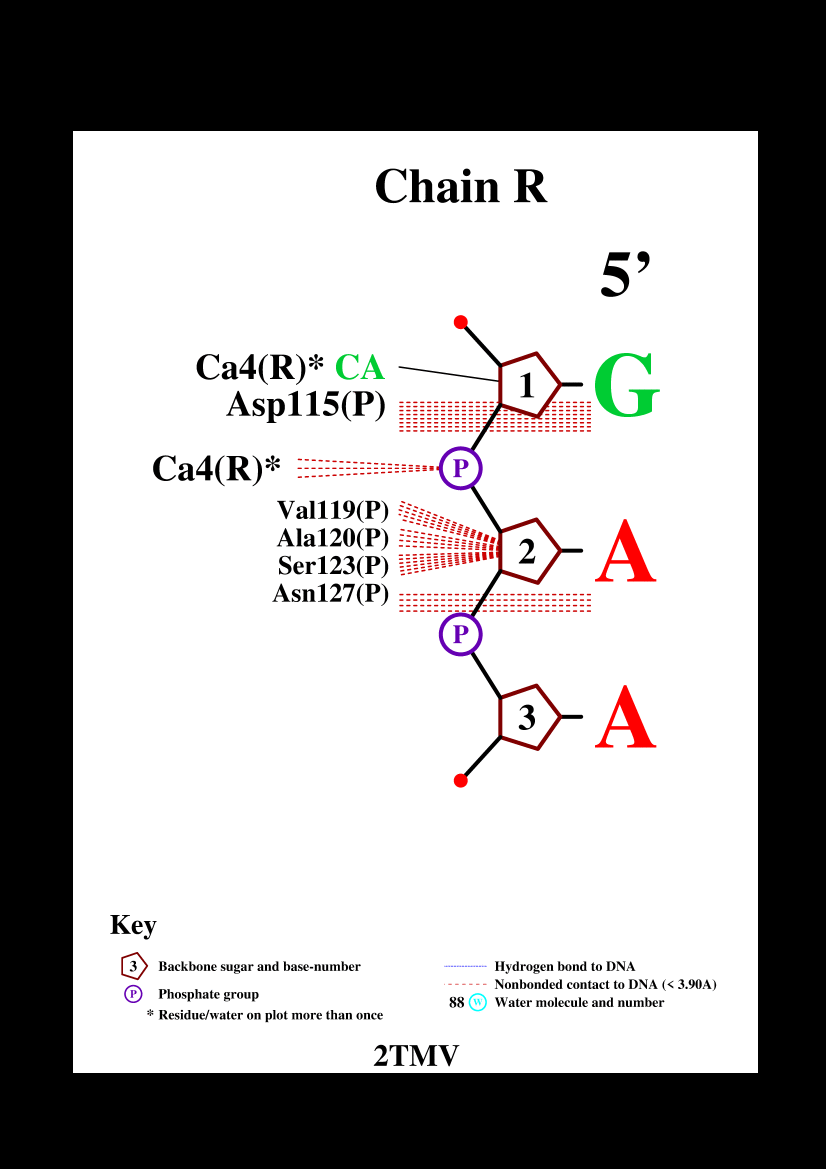 Chain R
5’
Ca4(R)* CA
1 G
Asp115(P)
Ca4(R)*
P
Val119(P)
Ala120(P)
2 A
Ser123(P)
Asn127(P)
P
3 A
Key
3 Backbone sugar and base-number
P Phosphate group
* Residue/water on plot more than once
Hydrogen bond to DNA
Nonbonded contact to DNA (< 3.90A)
88 W Water molecule and number
2TMV